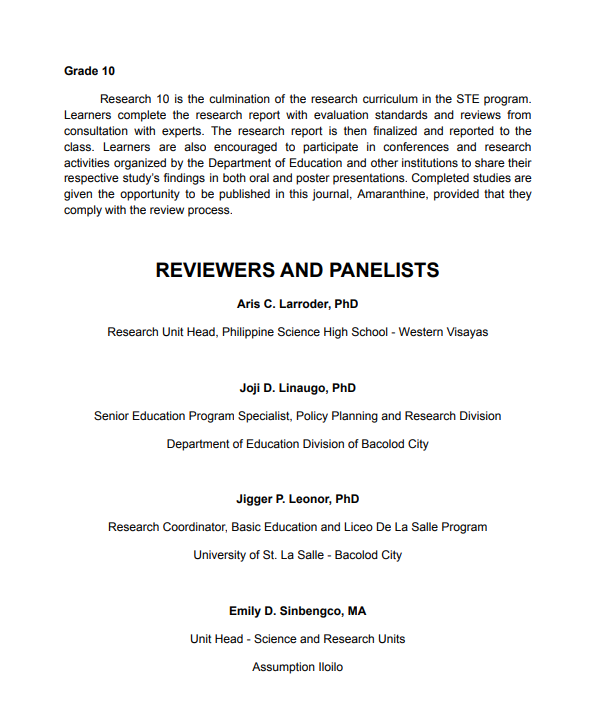 Grade 10
Research 10 is the culmination of the research curriculum in the STE program.
Learners complete the research report with evaluation standards and reviews from
consultation with experts. The research report is then finalized and reported to the
class. Learners are also encouraged to participate in conferences and research
activities organized by the Department of Education and other institutions to share their
respective study's findings in both oral and poster presentations. Completed studies are
given the opportunity to be published in this journal, Amaranthine, provided that they
comply with the review process.
REVIEWERS AND PANELISTS
Aris C. Larroder, PhD
Research Unit Head, Philippine Science High School - Western Visayas
Joji D. Linaugo, PhD
Senior Education Program Specialist, Policy Planning and Research Division
Department of Education Division of Bacolod City
Jigger P. Leonor, PhD
Research Coordinator, Basic Education and Liceo De La Salle Program
University of St. La Salle - Bacolod City
Emily D. Sinbengco, MA
Unit Head - Science and Research Units
Assumption Iloilo